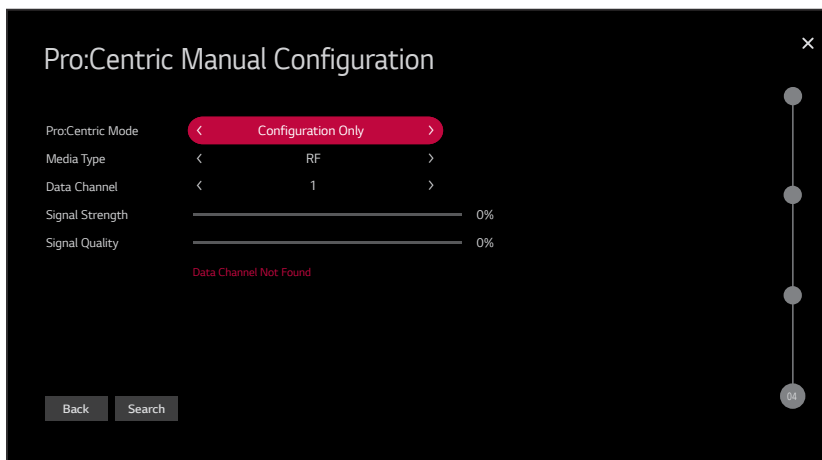 Pro:Centric Manual Configuration
Pro:Centric Mode < Configuration Only >
Media Type < RF >
Data Channel < 1 >
Signal Strength 0%
Signal Quality 0%
Data Channel Not Found
04
Back Search